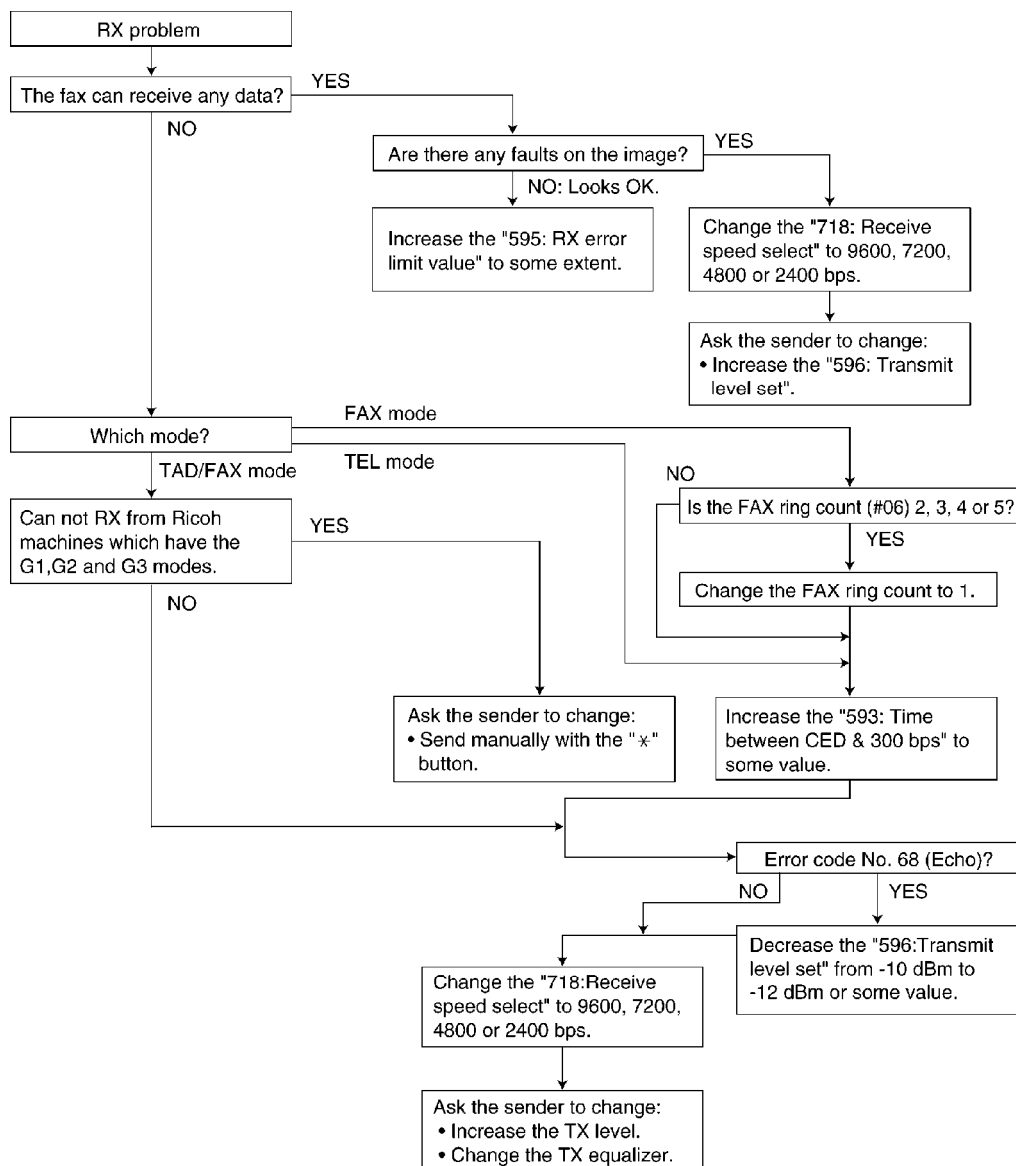 RX problem
The fax can receive any data?
YES
NO
Are there any faults on the image?
YES
NO: Looks OK.
Increase the "595: RX error
limit value" to some extent.
Change the "718: Receive
speed select" to 9600, 7200,
4800 or 2400 bps.
Ask the sender to change:
• Increase the "596: Transmit
level set".
Which mode?
FAX mode
TEL mode
TAD/FAX mode
Can not RX from Ricoh
machines which have the
G1,G2 and G3 modes.
YES
NO
NO
Is the FAX ring count (#06) 2, 3, 4 or 5?
YES
Change the FAX ring count to 1.
Ask the sender to change:
• Send manually with the "✳"
button.
Increase the "593: Time
between CED & 300 bps" to
some value.
Error code No. 68 (Echo)?
NO
YES
Decrease the "596:Transmit
level set" from -10 dBm to
-12 dBm or some value.
Change the "718:Receive
speed select" to 9600, 7200,
4800 or 2400 bps.
Ask the sender to change:
• Increase the TX level.
• Change the TX equalizer.